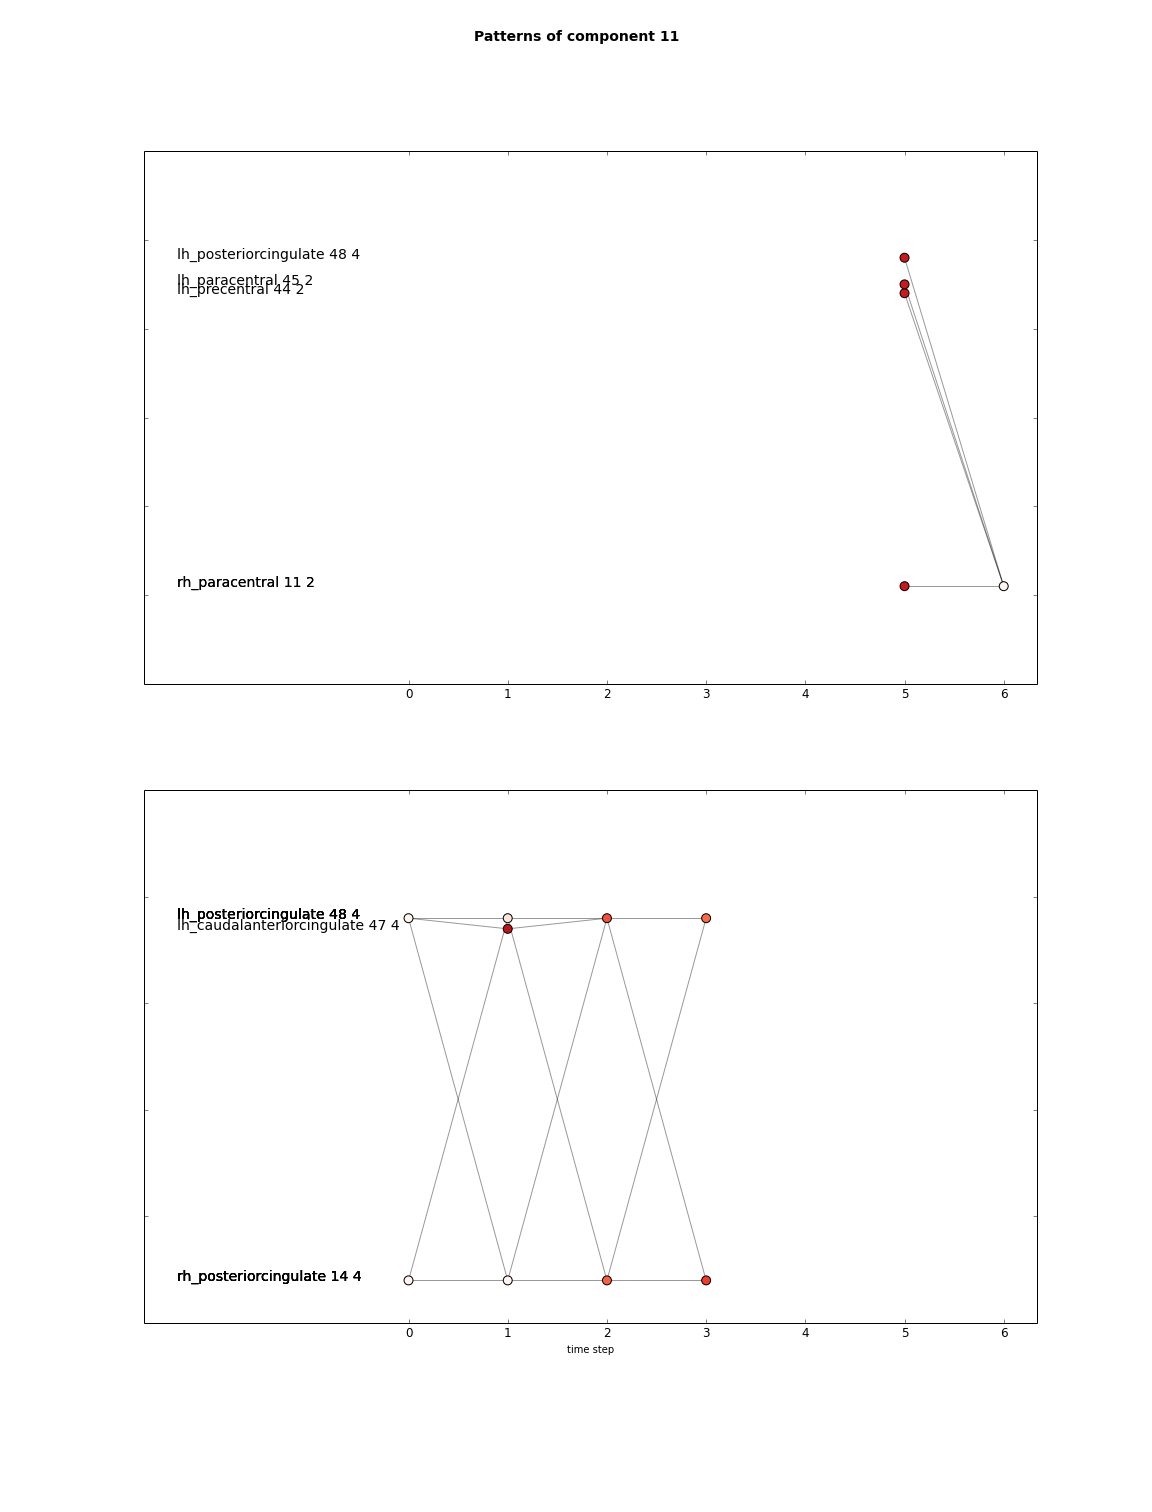 Patterns of component 11
lh_posteriorcingulate 48 4
lh_paracentral 45 2
lh_precentral 44 2
rh_paracentral 11 2
0 1 2 3 4 5 6
lh_posteriorcingulate 48 4
lh_caudalanteriorcingulate 47 4
rh_posteriorcingulate 14 4
0 1 2 3 4 5 6
time step